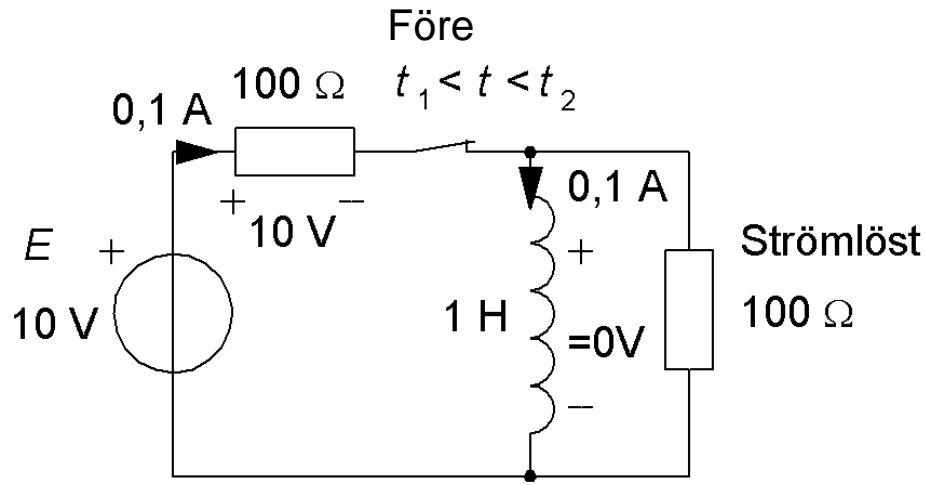 Före
t₁ < t < t₂
100 Ω
0,1 A
+ 10 V −
0,1 A
E +
10 V
1 H
+
=0V
−
Strömlöst
100 Ω